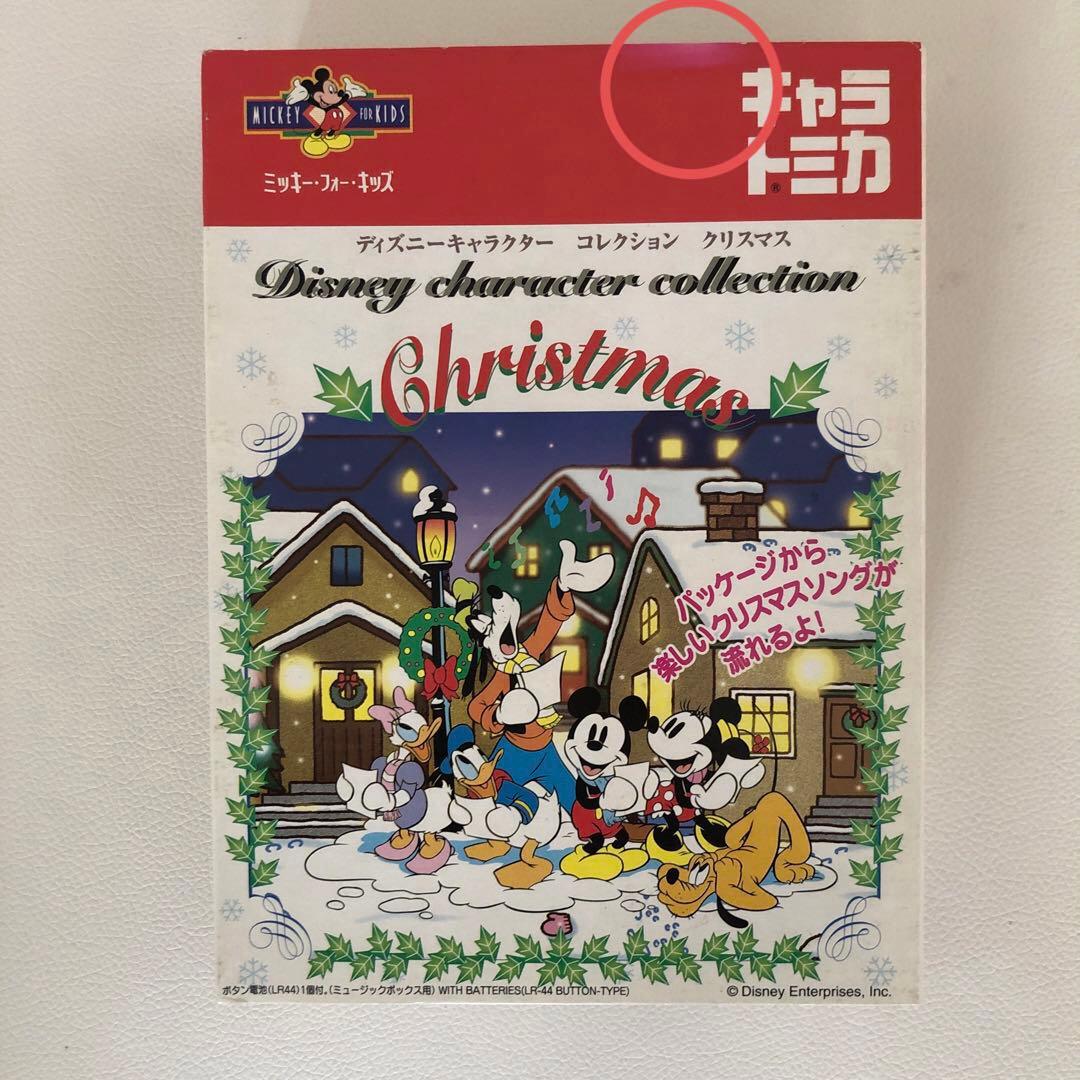 MICKEY FOR KIDS
ミッキー・フォー・キッズ
キャラ
トミカ®
ディズニーキャラクター コレクション クリスマス
Disney character collection
Christmas
パッケージから
楽しいクリスマスソングが
流れるよ!
ボタン電池(LR44)1個付。(ミュージックボックス用) WITH BATTERIES(LR-44 BUTTON-TYPE)
© Disney Enterprises, Inc.